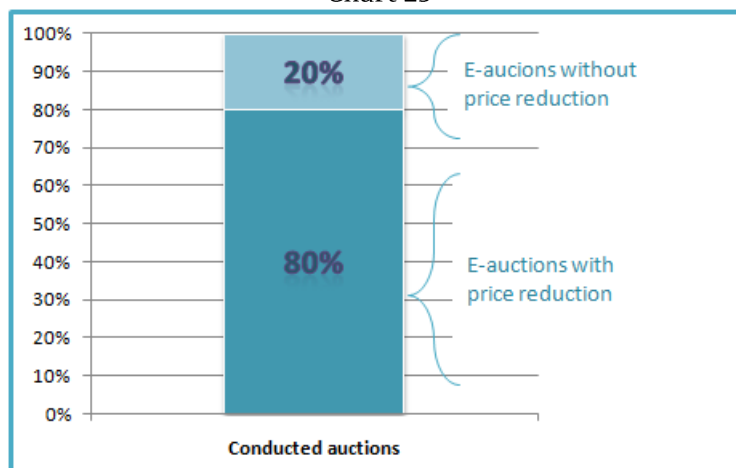 100%
90%
80%
70%
60%
50%
40%
30%
20%
10%
0%
20%
80%
E-aucions without
price reduction
E-auctions with
price reduction
Conducted auctions